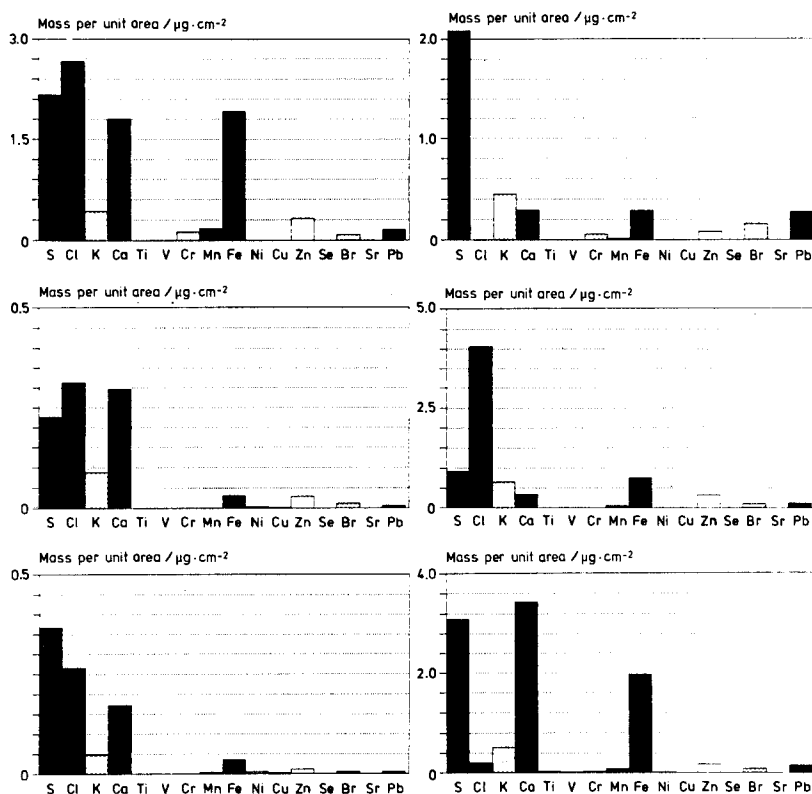 Mass per unit area / µg·cm⁻²
3.0
1.5
0
S Cl K Ca Ti V Cr Mn Fe Ni Cu Zn Se Br Sr Pb
Mass per unit area / µg·cm⁻²
2.0
1.0
0
S Cl K Ca Ti V Cr Mn Fe Ni Cu Zn Se Br Sr Pb
Mass per unit area / µg·cm⁻²
0.5
0
S Cl K Ca Ti V Cr Mn Fe Ni Cu Zn Se Br Sr Pb
Mass per unit area / µg·cm⁻²
5.0
2.5
0
S Cl K Ca Ti V Cr Mn Fe Ni Cu Zn Se Br Sr Pb
Mass per unit area / µg·cm⁻²
0.5
0
S Cl K Ca Ti V Cr Mn Fe Ni Cu Zn Se Br Sr Pb
Mass per unit area / µg·cm⁻²
4.0
2.0
0
S Cl K Ca Ti V Cr Mn Fe Ni Cu Zn Se Br Sr Pb